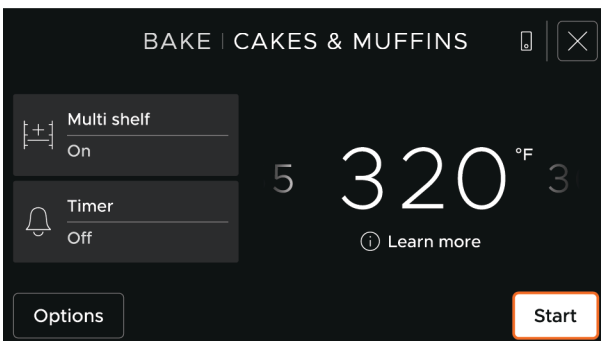 BAKE | CAKES & MUFFINS
Multi shelf
On
5 320 °F 3
Timer
Off
Learn more
Options
Start